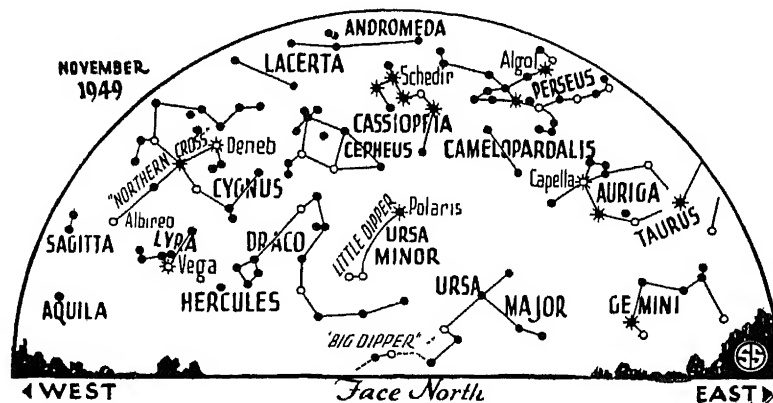 NOVEMBER
1949
ANDROMEDA
LACERTA
Schedir
Algol
PERSEUS
CASSIOPEIA
"NORTHERN CROSS"
Deneb
CEPHEUS
CAMELOPARDALIS
CYGNUS
Capella
AURIGA
Albireo
LITTLE DIPPER
Polaris
TAURUS
SAGITTA
LYRA
DRACO
URSA
MINOR
Vega
HERCULES
AQUILA
URSA MAJOR
GEMINI
"BIG DIPPER"
SS
WEST
Face North
EAST